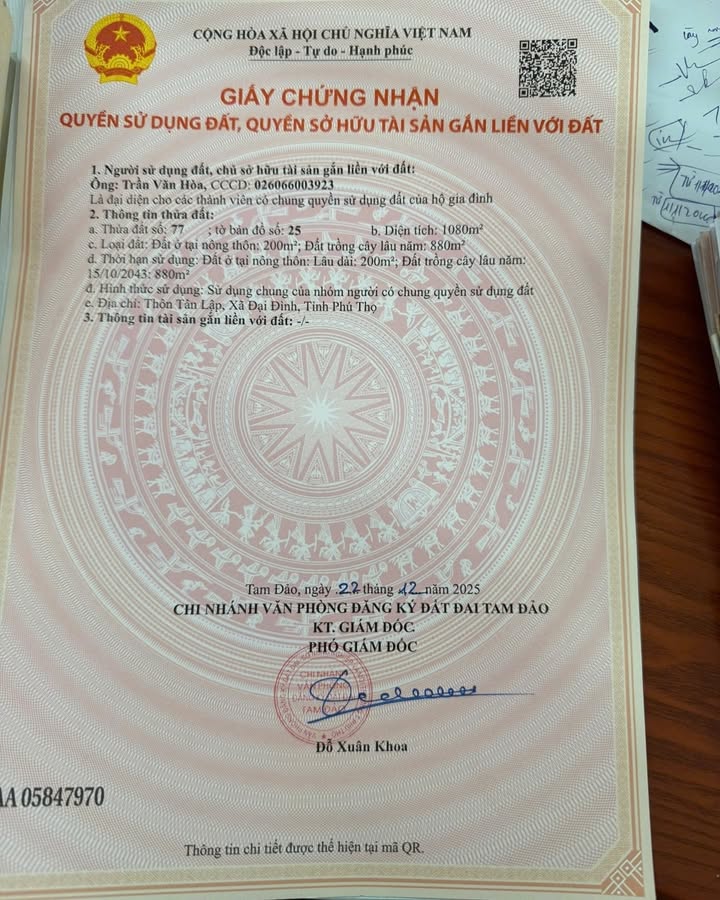 CỘNG HÒA XÃ HỘI CHỦ NGHĨA VIỆT NAM
Độc lập - Tự do - Hạnh phúc
GIẤY CHỨNG NHẬN
QUYỀN SỬ DỤNG ĐẤT, QUYỀN SỞ HỮU TÀI SẢN GẮN LIỀN VỚI ĐẤT
1. Người sử dụng đất, chủ sở hữu tài sản gắn liền với đất:
Ông: Trần Văn Hòa, CCCD: 026066003923
Là đại diện cho các thành viên có chung quyền sử dụng đất của hộ gia đình
2. Thông tin thửa đất:
a. Thửa đất số: 77 ; tờ bản đồ số: 25 b. Diện tích: 1080m²
c. Loại đất: Đất ở tại nông thôn: 200m²; Đất trồng cây lâu năm: 880m²
d. Thời hạn sử dụng: Đất ở tại nông thôn: Lâu dài: 200m²; Đất trồng cây lâu năm:
15/10/2043: 880m²
đ. Hình thức sử dụng: Sử dụng chung của nhóm người có chung quyền sử dụng đất
e. Địa chỉ: Thôn Tân Lập, Xã Đại Đình, Tỉnh Phú Thọ
3. Thông tin tài sản gắn liền với đất: -/-
Tam Đảo, ngày 22 tháng 12 năm 2025
CHI NHÁNH VĂN PHÒNG ĐĂNG KÝ ĐẤT ĐAI TAM ĐẢO
KT. GIÁM ĐỐC
PHÓ GIÁM ĐỐC
CHI NHÁNH
VĂN PHÒNG
TAM ĐẢO
Đỗ Xuân Khoa
AA 05847970
Thông tin chi tiết được thể hiện tại mã QR.